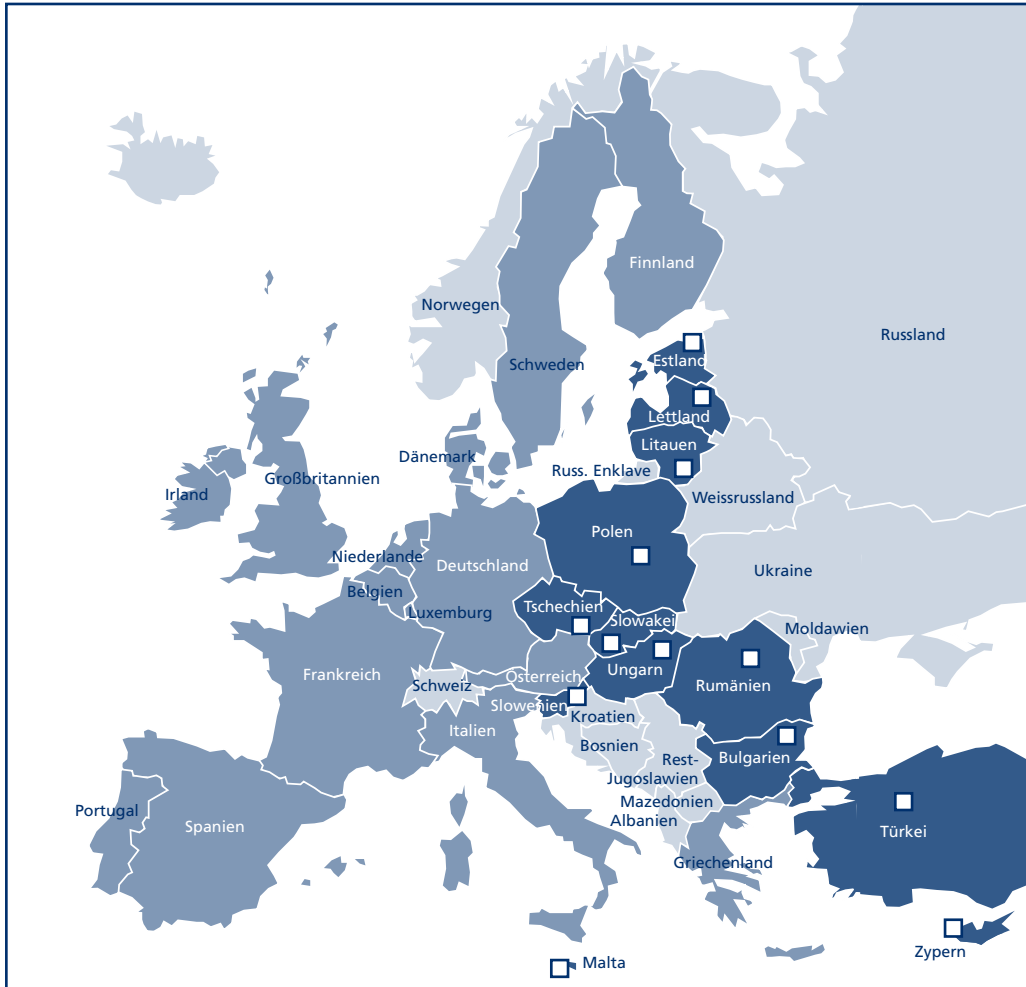 Finnland
Norwegen
Russland
Schweden
Estland
Lettland
Litauen
Dänemark
Russ. Enklave
Großbritannien
Irland
Weissrussland
Polen
Niederlande
Deutschland
Ukraine
Belgien
Luxemburg
Tschechien
Slowakei
Moldawien
Frankreich
Schweiz
Österreich
Ungarn
Rumänien
Slowenien
Kroatien
Italien
Bosnien
Rest-
Jugoslawien
Bulgarien
Mazedonien
Albanien
Portugal
Spanien
Türkei
Griechenland
Zypern
Malta